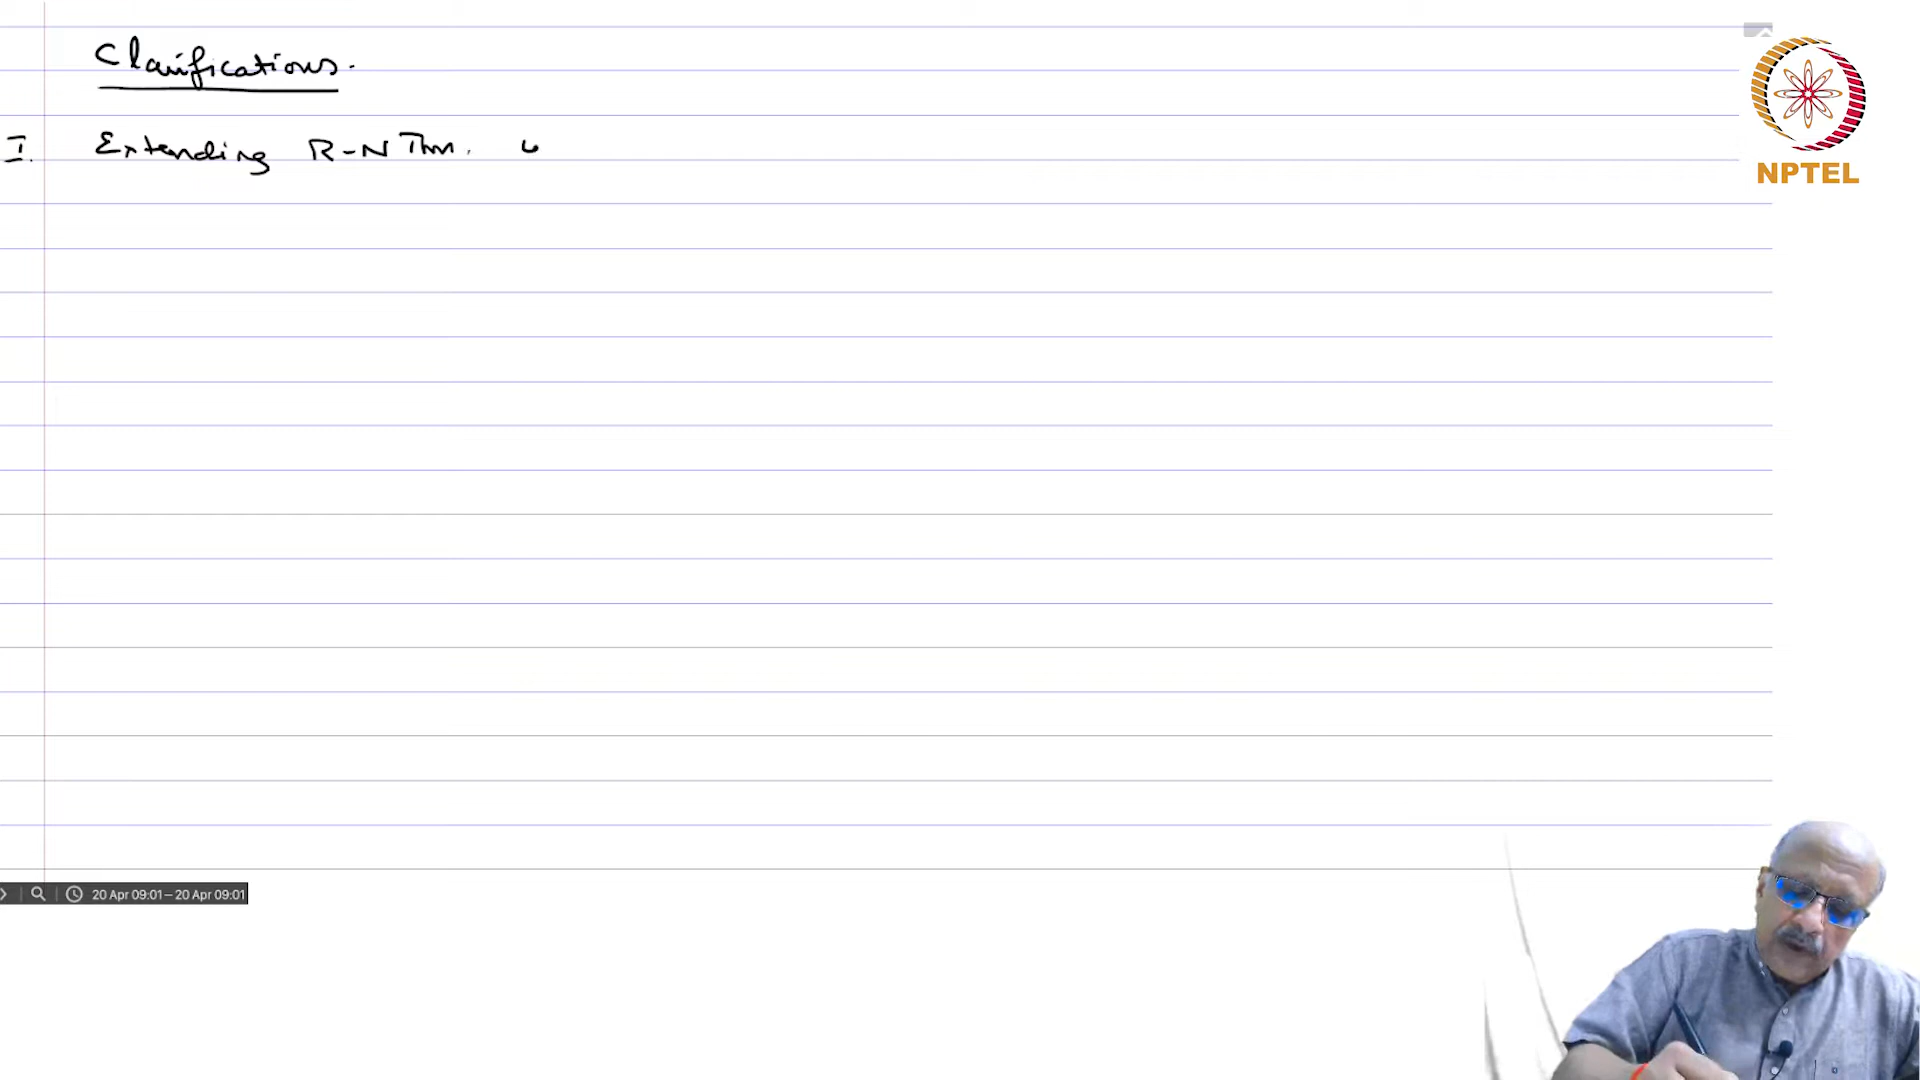 Clarifications.
I. Extending R-N Thm.
NPTEL
20 Apr 09:01 – 20 Apr 09:01